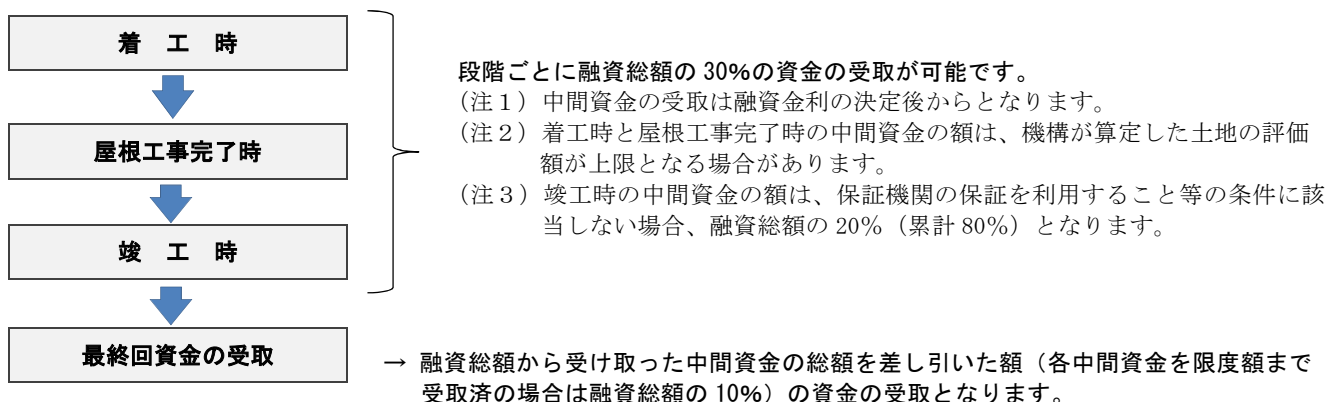 着 工 時
段階ごとに融資総額の 30%の資金の受取が可能です。
(注1)中間資金の受取は融資金利の決定後からとなります。
(注2)着工時と屋根工事完了時の中間資金の額は、機構が算定した土地の評価
額が上限となる場合があります。
(注3)竣工時の中間資金の額は、保証機関の保証を利用すること等の条件に該
当しない場合、融資総額の 20%(累計 80%)となります。
屋根工事完了時
竣 工 時
最終回資金の受取
→ 融資総額から受け取った中間資金の総額を差し引いた額(各中間資金を限度額まで
受取済の場合は融資総額の 10%)の資金の受取となります。